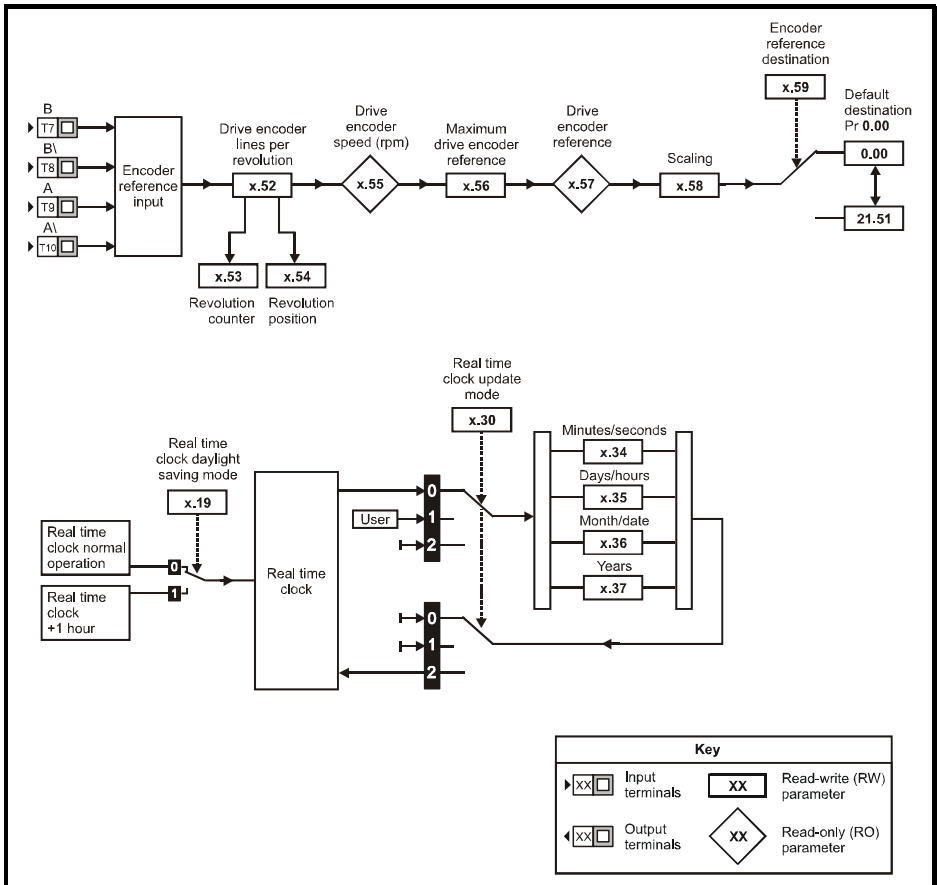 Encoder
reference
destination
x.59
Default
destination
Pr 0.00
0.00
21.51
B
T7
B\
T8
A
T9
A\
T10
Encoder
reference
input
Drive encoder
lines per
revolution
x.52
Drive
encoder
speed (rpm)
x.55
Maximum
drive encoder
reference
x.56
Drive
encoder
reference
x.57
Scaling
x.58
x.53
x.54
Revolution
counter
Revolution
position
Real time
clock update
mode
x.30
Real time
clock daylight
saving mode
x.19
Real time
clock normal
operation
0
Real time
clock
+1 hour
1
Real time
clock
0
User
1
2
0
1
2
Minutes/seconds
x.34
Days/hours
x.35
Month/date
x.36
Years
x.37
Key
XX
Input
terminals
XX
Read-write (RW)
parameter
XX
Output
terminals
XX
Read-only (RO)
parameter